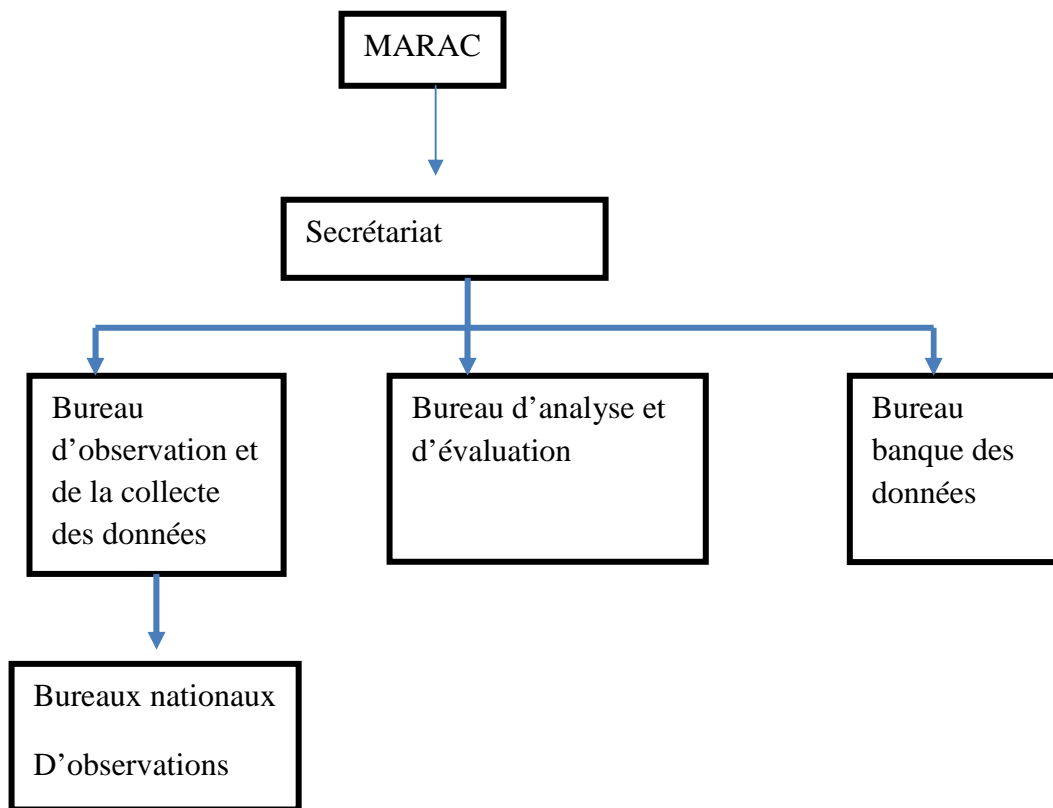 MARAC
Secrétariat
Bureau
d’observation et
de la collecte
des données
Bureau d’analyse et
d’évaluation
Bureau
banque des
données
Bureaux nationaux
D’observations